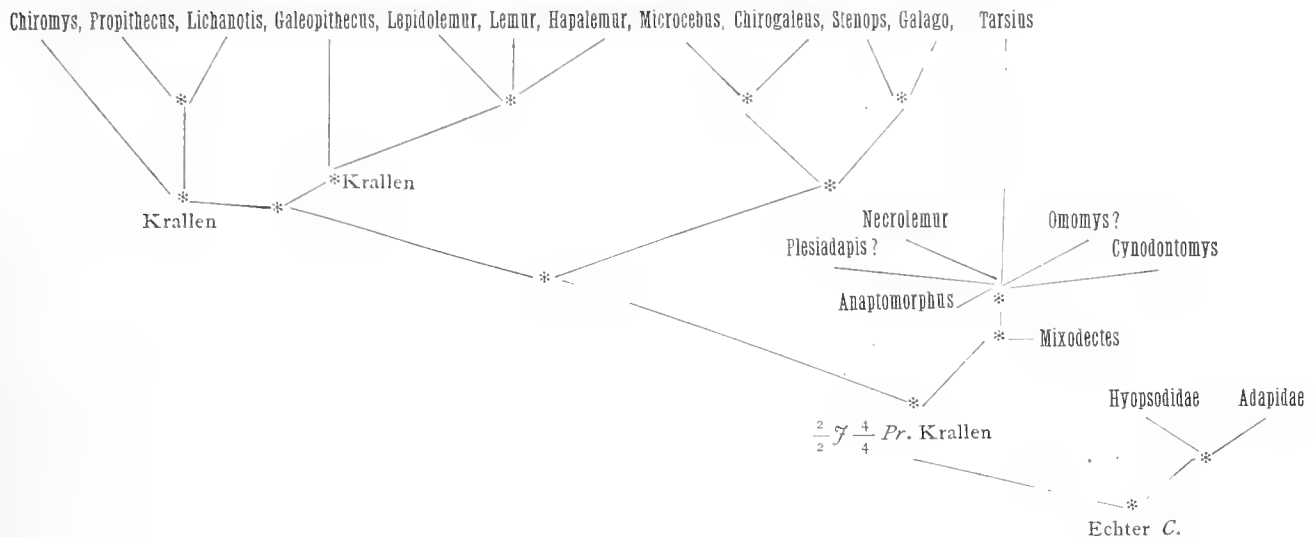 Chiromys, Propithecus, Lichanotis, Galeopithecus, Lepidolemur, Lemur, Hapalemur, Microcebus, Chirogaleus, Stenops, Galago, Tarsius
* * * *
*Krallen
*
Krallen
*
*
Necrolemur
Omomys?
Plesiadapis?
Cynodontomys
*
Anaptomorphus
*
* Mixodectes
*
Hyopsodidae Adapidae
2/2 J 4/4 Pr. Krallen
*
*
Echter C.